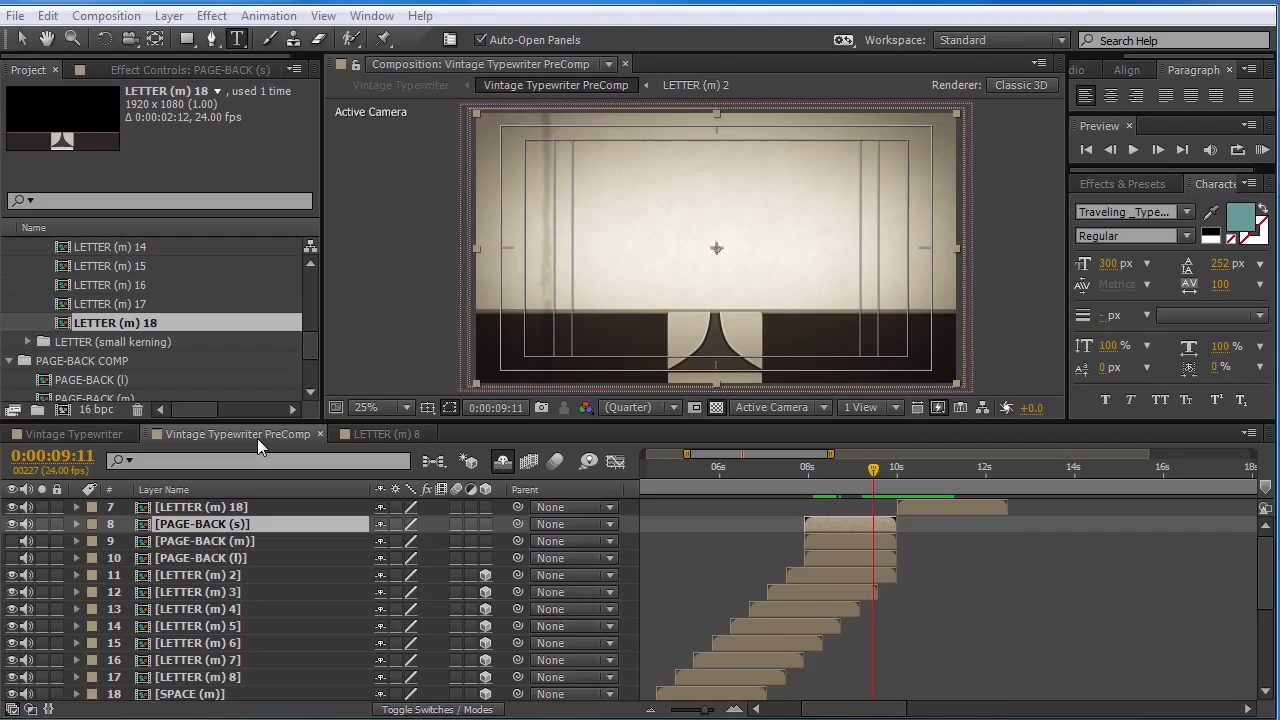 File Edit Composition Layer Effect Animation View Window Help
T Auto-Open Panels Workspace: Standard Search Help
Project Effect Controls: PAGE-BACK (s) Composition: Vintage Typewriter PreComp dio Align Paragraph
LETTER (m) 18 , used 1 time
1920 x 1080 (1.00)
Δ 0:00:02:12, 24.00 fps
Vintage Typewriter Vintage Typewriter PreComp LETTER (m) 2 Renderer: Classic 3D
Active Camera
Preview
Effects & Presets Characte
Traveling _Type...
Regular
300 px 252 px
Metrics 100
- px
100 % 100 %
0 px 0 %
T T TT Tr T¹ T₁
Name
LETTER (m) 14
LETTER (m) 15
LETTER (m) 16
LETTER (m) 17
LETTER (m) 18
LETTER (small kerning)
PAGE-BACK COMP
PAGE-BACK (l)
PAGE-BACK (m)
16 bpc
25% 0:00:09:11 (Quarter) Active Camera 1 View +0.0
Vintage Typewriter Vintage Typewriter PreComp LETTER (m) 8
0:00:09:11
00227 (24.00 fps)
06s 08s 10s 12s 14s 16s 18s
# Layer Name fx Parent
7 [LETTER (m) 18] None
8 [PAGE-BACK (s)] None
9 [PAGE-BACK (m)] None
10 [PAGE-BACK (l)] None
11 [LETTER (m) 2] None
12 [LETTER (m) 3] None
13 [LETTER (m) 4] None
14 [LETTER (m) 5] None
15 [LETTER (m) 6] None
16 [LETTER (m) 7] None
17 [LETTER (m) 8] None
18 [SPACE (m)] None
Toggle Switches / Modes